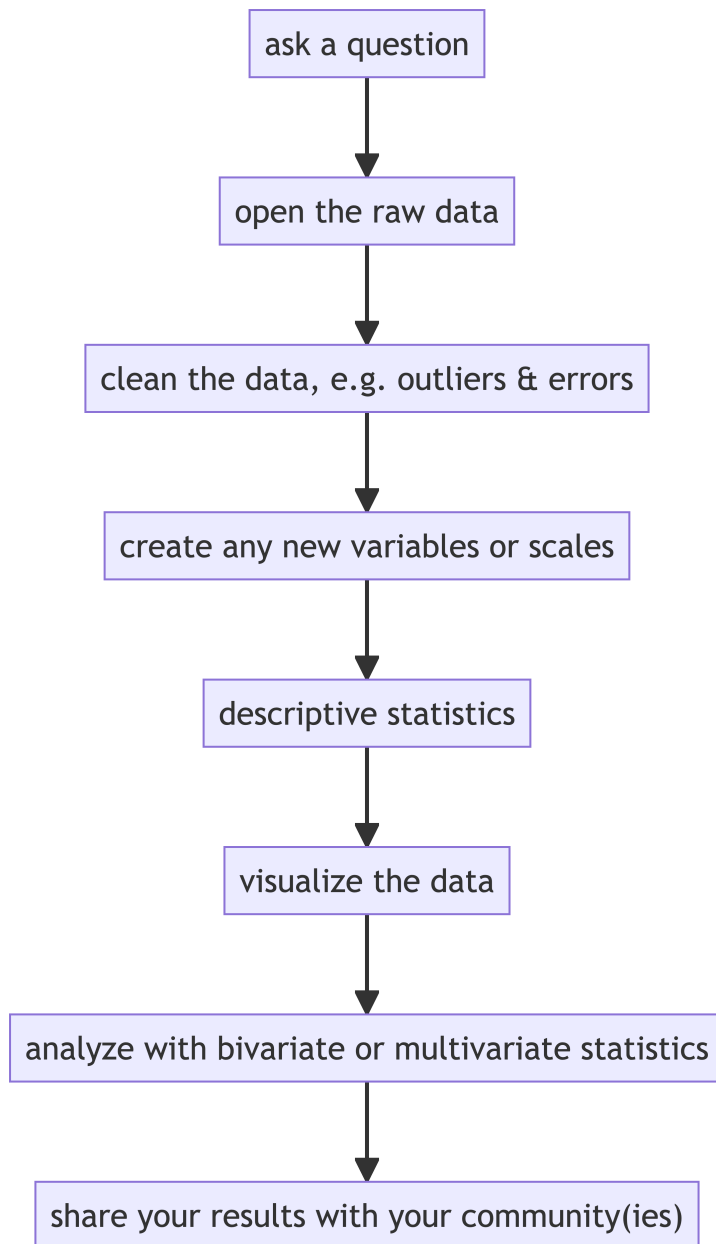 ask a question
open the raw data
clean the data, e.g. outliers & errors
create any new variables or scales
descriptive statistics
visualize the data
analyze with bivariate or multivariate statistics
share your results with your community(ies)